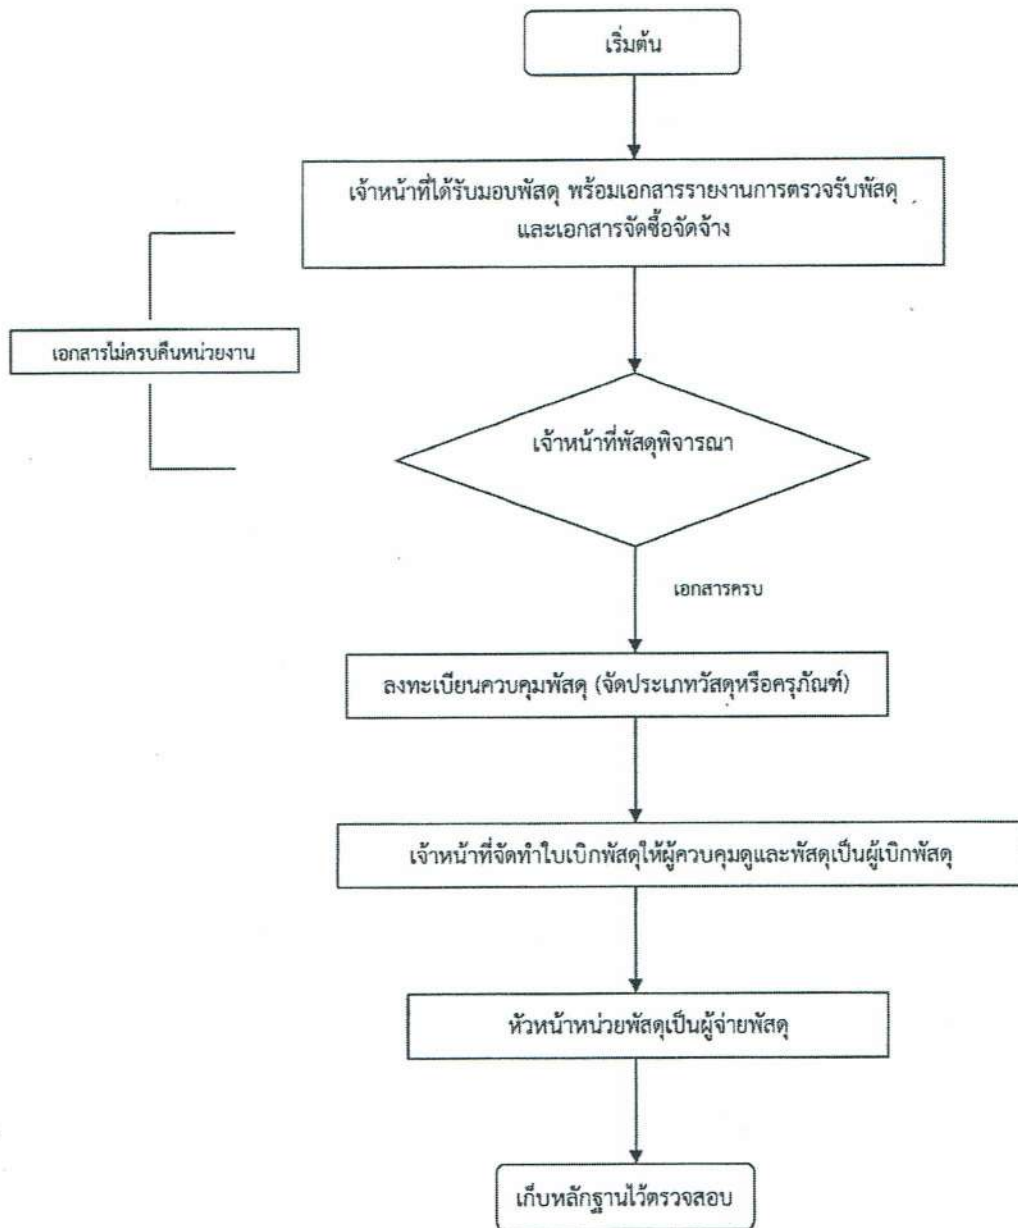 เริ่มต้น
เจ้าหน้าที่ได้รับมอบพัสดุ พร้อมเอกสารรายงานการตรวจรับพัสดุ
และเอกสารจัดซื้อจัดจ้าง
เอกสารไม่ครบคืนหน่วยงาน
เจ้าหน้าที่พัสดุพิจารณา
เอกสารครบ
ลงทะเบียนควบคุมพัสดุ (จัดประเภทวัสดุหรือครุภัณฑ์)
เจ้าหน้าที่จัดทำใบเบิกพัสดุให้ผู้ควบคุมดูและพัสดุเป็นผู้เบิกพัสดุ
หัวหน้าหน่วยพัสดุเป็นผู้จ่ายพัสดุ
เก็บหลักฐานไว้ตรวจสอบ